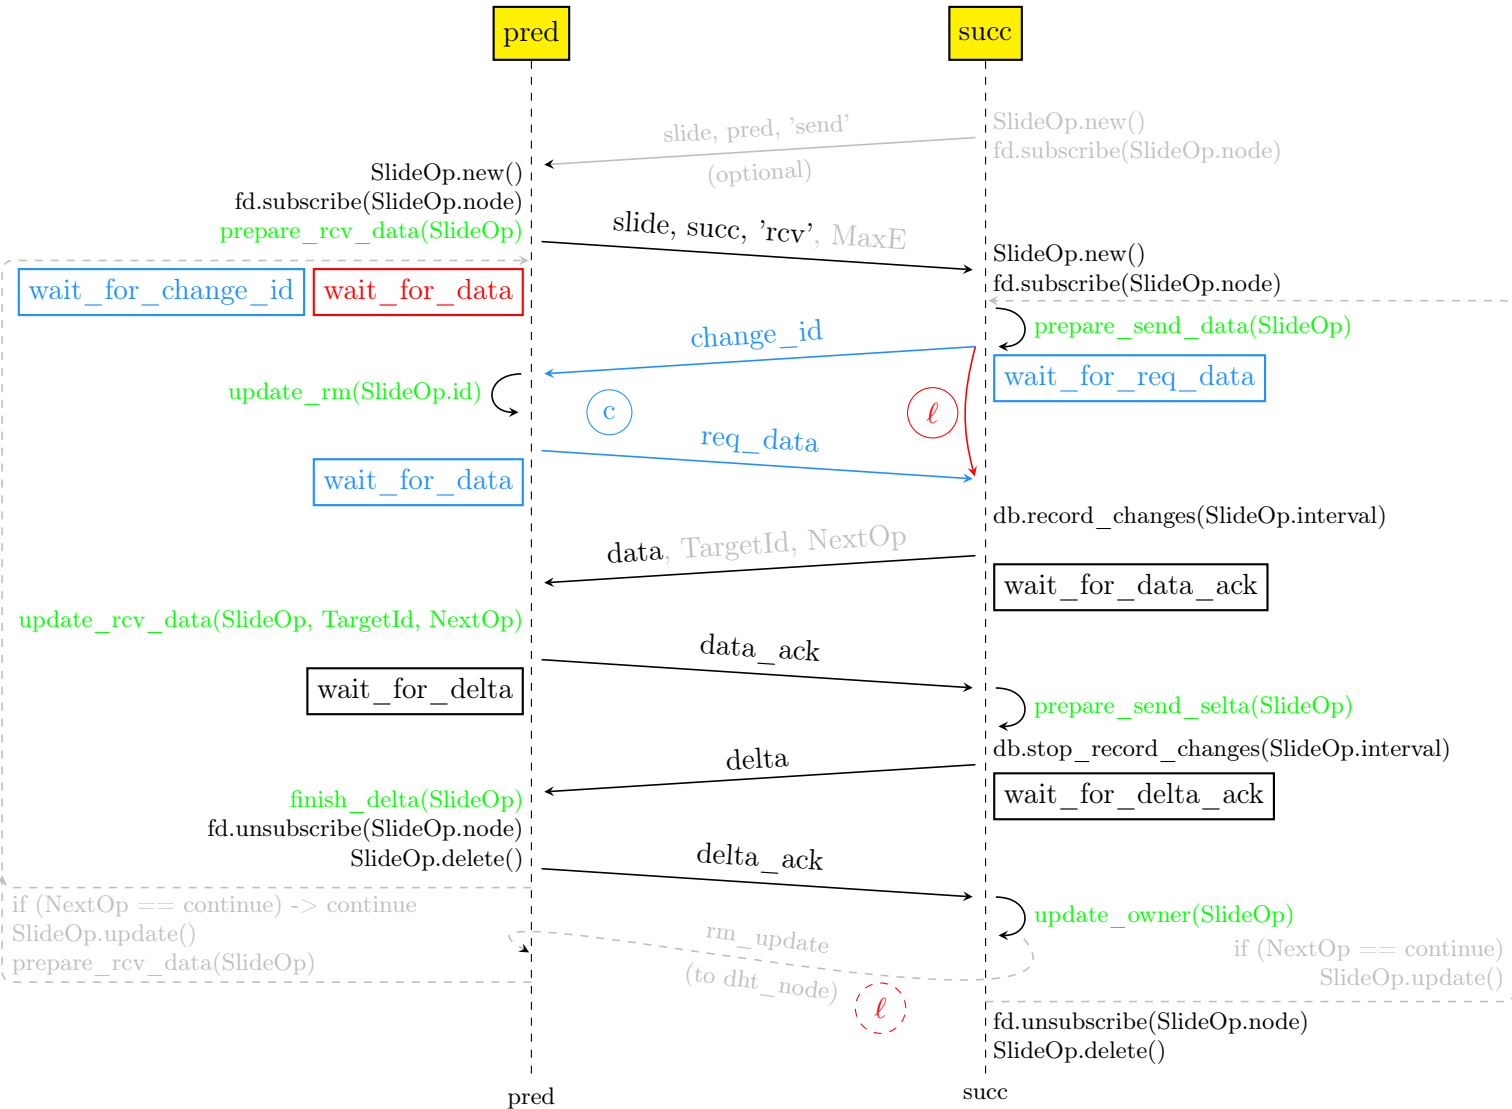 pred
succ
slide, pred, 'send'
(optional)
SlideOp.new()
fd.subscribe(SlideOp.node)
SlideOp.new()
fd.subscribe(SlideOp.node)
prepare_rcv_data(SlideOp)
slide, succ, 'rcv', MaxE
SlideOp.new()
fd.subscribe(SlideOp.node)
wait_for_change_id
wait_for_data
prepare_send_data(SlideOp)
change_id
wait_for_req_data
update_rm(SlideOp.id)
c
ℓ
req_data
wait_for_data
db.record_changes(SlideOp.interval)
data, TargetId, NextOp
wait_for_data_ack
update_rcv_data(SlideOp, TargetId, NextOp)
data_ack
wait_for_delta
prepare_send_selta(SlideOp)
db.stop_record_changes(SlideOp.interval)
delta
wait_for_delta_ack
finish_delta(SlideOp)
fd.unsubscribe(SlideOp.node)
SlideOp.delete()
delta_ack
update_owner(SlideOp)
if (NextOp == continue) -> continue
SlideOp.update()
prepare_rcv_data(SlideOp)
rm_update
(to dht_node)
ℓ
if (NextOp == continue)
SlideOp.update()
fd.unsubscribe(SlideOp.node)
SlideOp.delete()
pred
succ